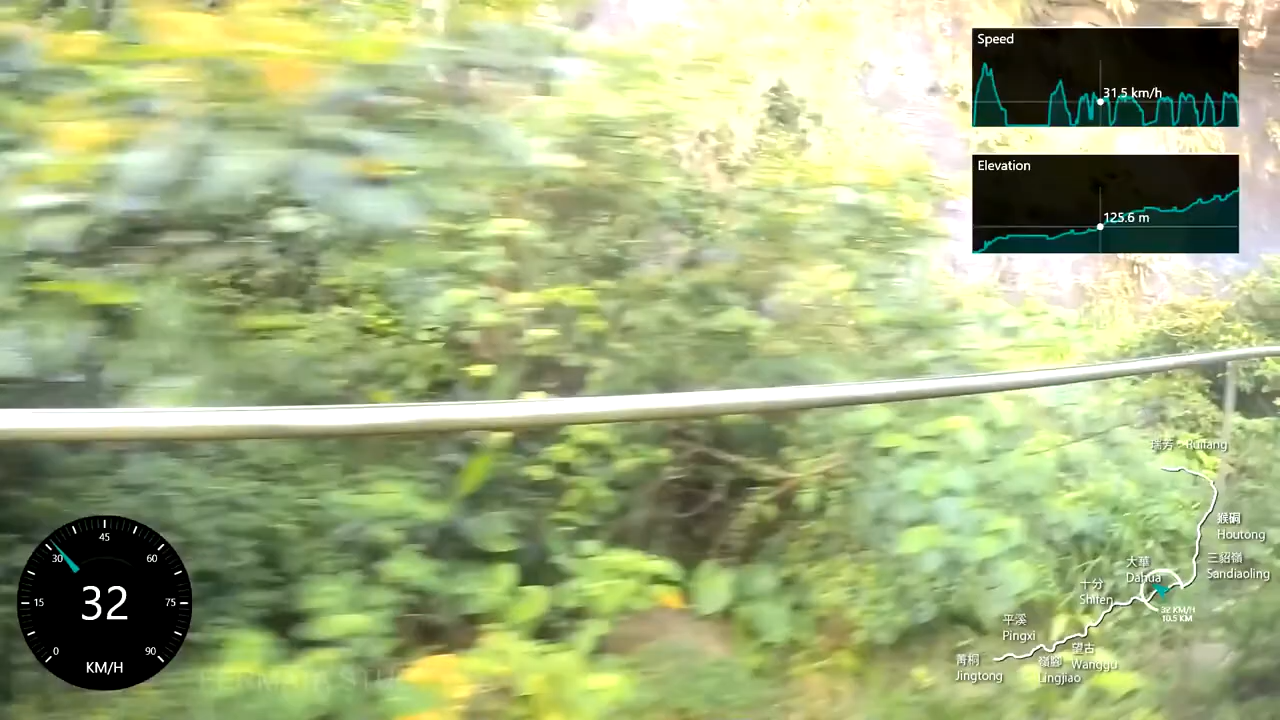 Speed
31.5 km/h
Elevation
125.6 m
瑞芳 - Ruifang
猴硐
Houtong
三貂嶺
Sandiaoling
大華
Dahua
十分
Shifen
32 KM/H
10.5 KM
平溪
Pingxi
望古
Wanggu
嶺腳
Lingjiao
菁桐
Jingtong
0
15
30
45
60
75
90
32
KM/H